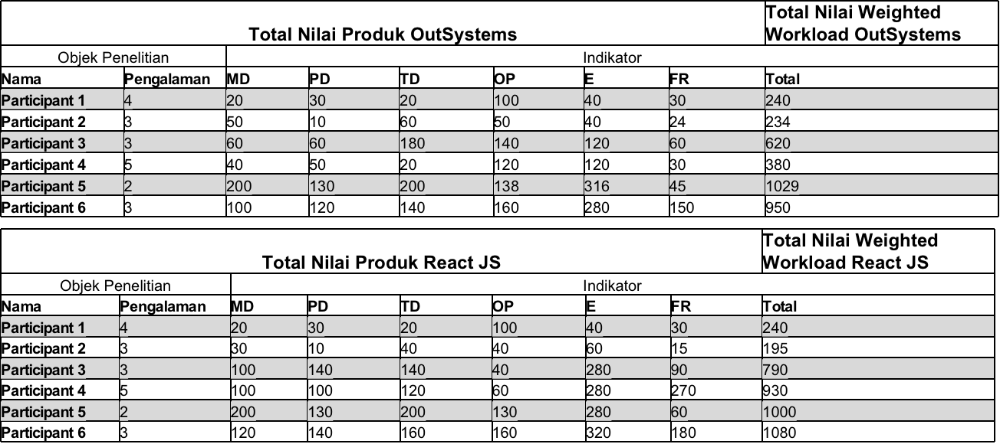 Total Nilai Produk OutSystems Total Nilai Weighted Workload OutSystems
Objek Penelitian Indikator
Nama Pengalaman MD PD TD OP E FR Total
Participant 1 4 20 30 20 100 40 30 240
Participant 2 3 50 10 60 50 40 24 234
Participant 3 3 60 60 180 140 120 60 620
Participant 4 5 40 50 20 120 120 30 380
Participant 5 2 200 130 200 138 316 45 1029
Participant 6 3 100 120 140 160 280 150 950
Total Nilai Produk React JS Total Nilai Weighted Workload React JS
Objek Penelitian Indikator
Nama Pengalaman MD PD TD OP E FR Total
Participant 1 4 20 30 20 100 40 30 240
Participant 2 3 30 10 40 40 60 15 195
Participant 3 3 100 140 140 40 280 90 790
Participant 4 5 100 100 120 60 280 270 930
Participant 5 2 200 130 200 130 280 60 1000
Participant 6 3 120 140 160 160 320 180 1080